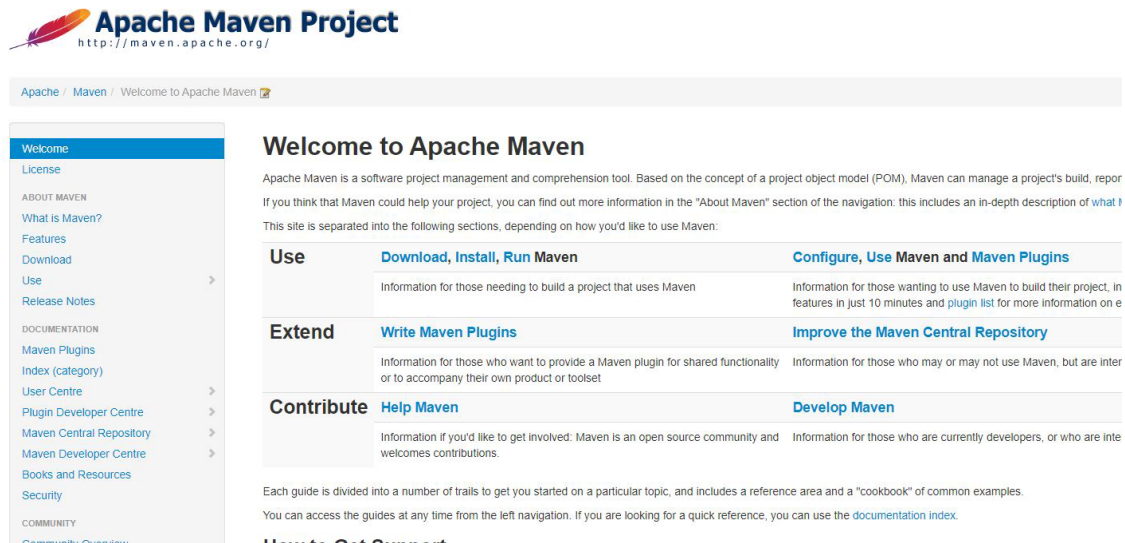 Apache Maven Project
http://maven.apache.org/
Apache / Maven / Welcome to Apache Maven
Welcome
License
ABOUT MAVEN
What is Maven?
Features
Download
Use
Release Notes
DOCUMENTATION
Maven Plugins
Index (category)
User Centre
Plugin Developer Centre
Maven Central Repository
Maven Developer Centre
Books and Resources
Security
COMMUNITY
Community Overview
Welcome to Apache Maven
Apache Maven is a software project management and comprehension tool. Based on the concept of a project object model (POM), Maven can manage a project's build, repor
If you think that Maven could help your project, you can find out more information in the "About Maven" section of the navigation: this includes an in-depth description of what
This site is separated into the following sections, depending on how you'd like to use Maven:
Use
Download, Install, Run Maven
Configure, Use Maven and Maven Plugins
Information for those needing to build a project that uses Maven
Information for those wanting to use Maven to build their project, in
features in just 10 minutes and plugin list for more information on e
Extend
Write Maven Plugins
Improve the Maven Central Repository
Information for those who want to provide a Maven plugin for shared functionality
or to accompany their own product or toolset
Information for those who may or may not use Maven, but are inter
Contribute
Help Maven
Develop Maven
Information if you'd like to get involved: Maven is an open source community and
welcomes contributions.
Information for those who are currently developers, or who are inte
Each guide is divided into a number of trails to get you started on a particular topic, and includes a reference area and a "cookbook" of common examples.
You can access the guides at any time from the left navigation. If you are looking for a quick reference, you can use the documentation index.
How to Get Support